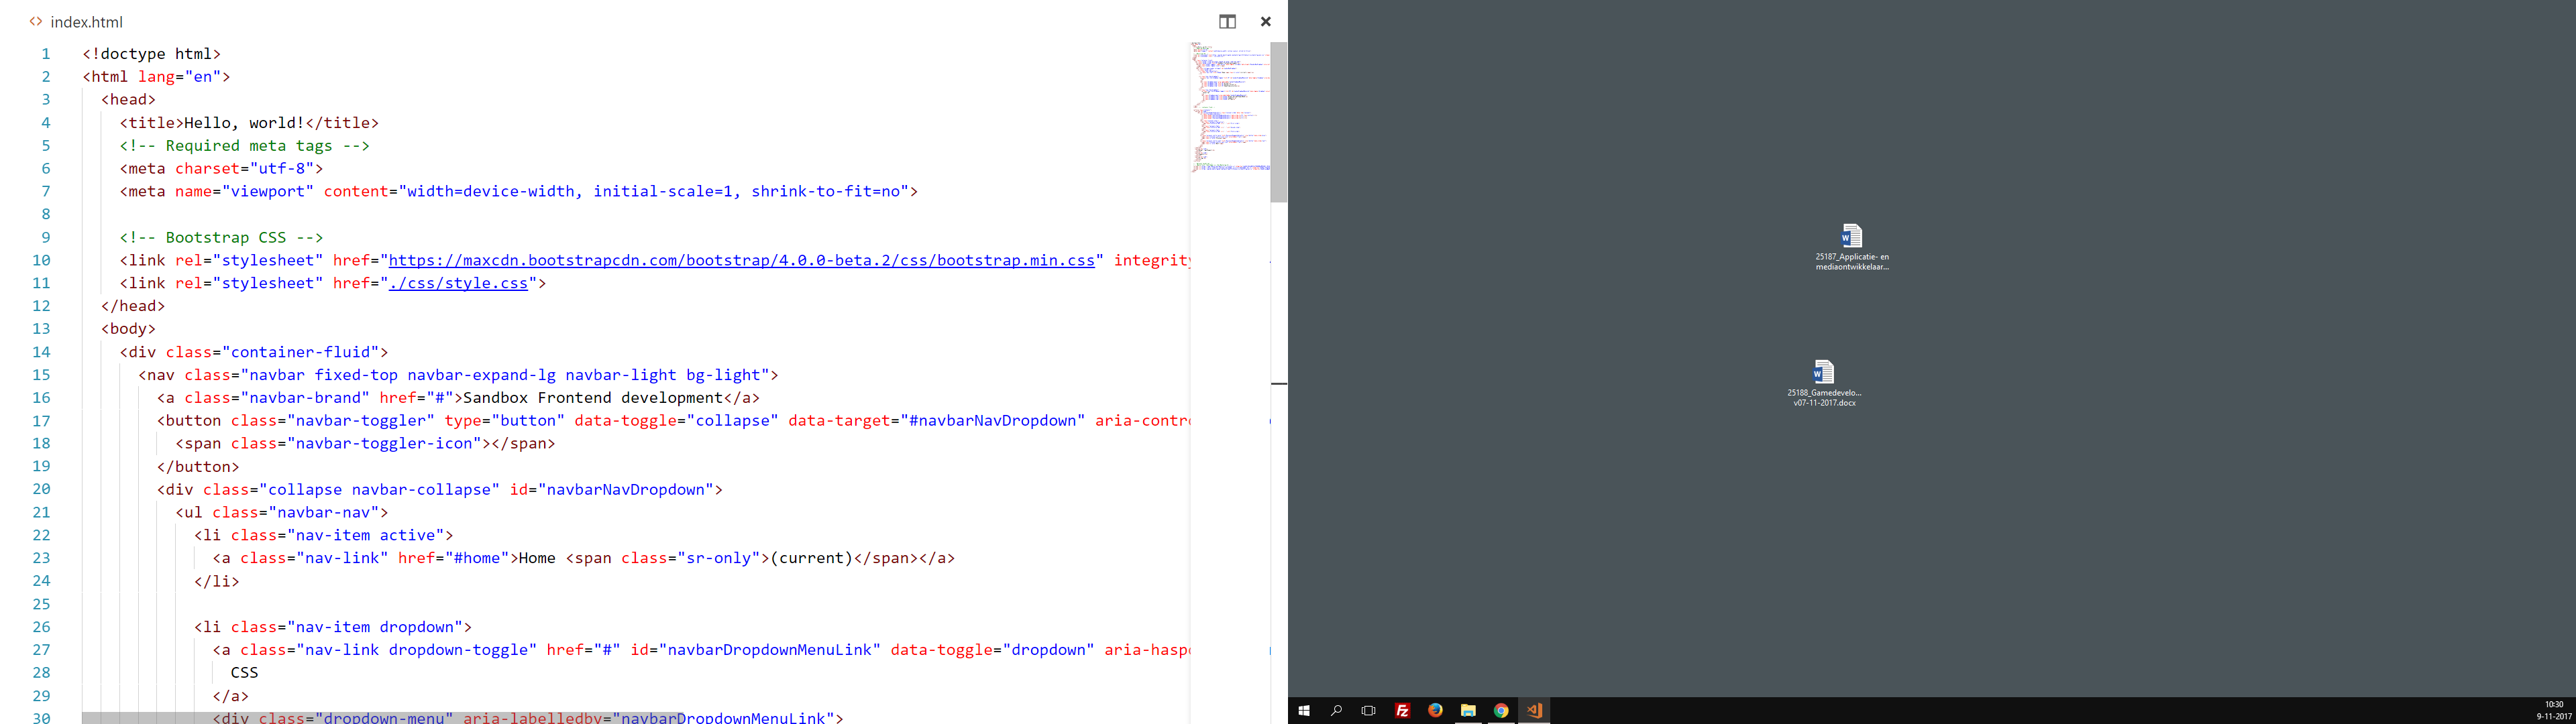 index.html
1 <!doctype html>
2 <html lang="en">
3 <head>
4 <title>Hello, world!</title>
5 <!-- Required meta tags -->
6 <meta charset="utf-8">
7 <meta name="viewport" content="width=device-width, initial-scale=1, shrink-to-fit=no">
8
9 <!-- Bootstrap CSS -->
10 <link rel="stylesheet" href="https://maxcdn.bootstrapcdn.com/bootstrap/4.0.0-beta.2/css/bootstrap.min.css" integrity
11 <link rel="stylesheet" href="./css/style.css">
12 </head>
13 <body>
14 <div class="container-fluid">
15 <nav class="navbar fixed-top navbar-expand-lg navbar-light bg-light">
16 <a class="navbar-brand" href="#">Sandbox Frontend development</a>
17 <button class="navbar-toggler" type="button" data-toggle="collapse" data-target="#navbarNavDropdown" aria-contro
18 <span class="navbar-toggler-icon"></span>
19 </button>
20 <div class="collapse navbar-collapse" id="navbarNavDropdown">
21 <ul class="navbar-nav">
22 <li class="nav-item active">
23 <a class="nav-link" href="#home">Home <span class="sr-only">(current)</span></a>
24 </li>
25
26 <li class="nav-item dropdown">
27 <a class="nav-link dropdown-toggle" href="#" id="navbarDropdownMenuLink" data-toggle="dropdown" aria-haspo
28 CSS
29 </a>
30 <div class="dropdown-menu" aria-labelledby="navbarDropdownMenuLink">
25187_Applicatie- en
mediaontwikkelaar...
25188_Gamedevelo...
v07-11-2017.docx
10:30
9-11-2017